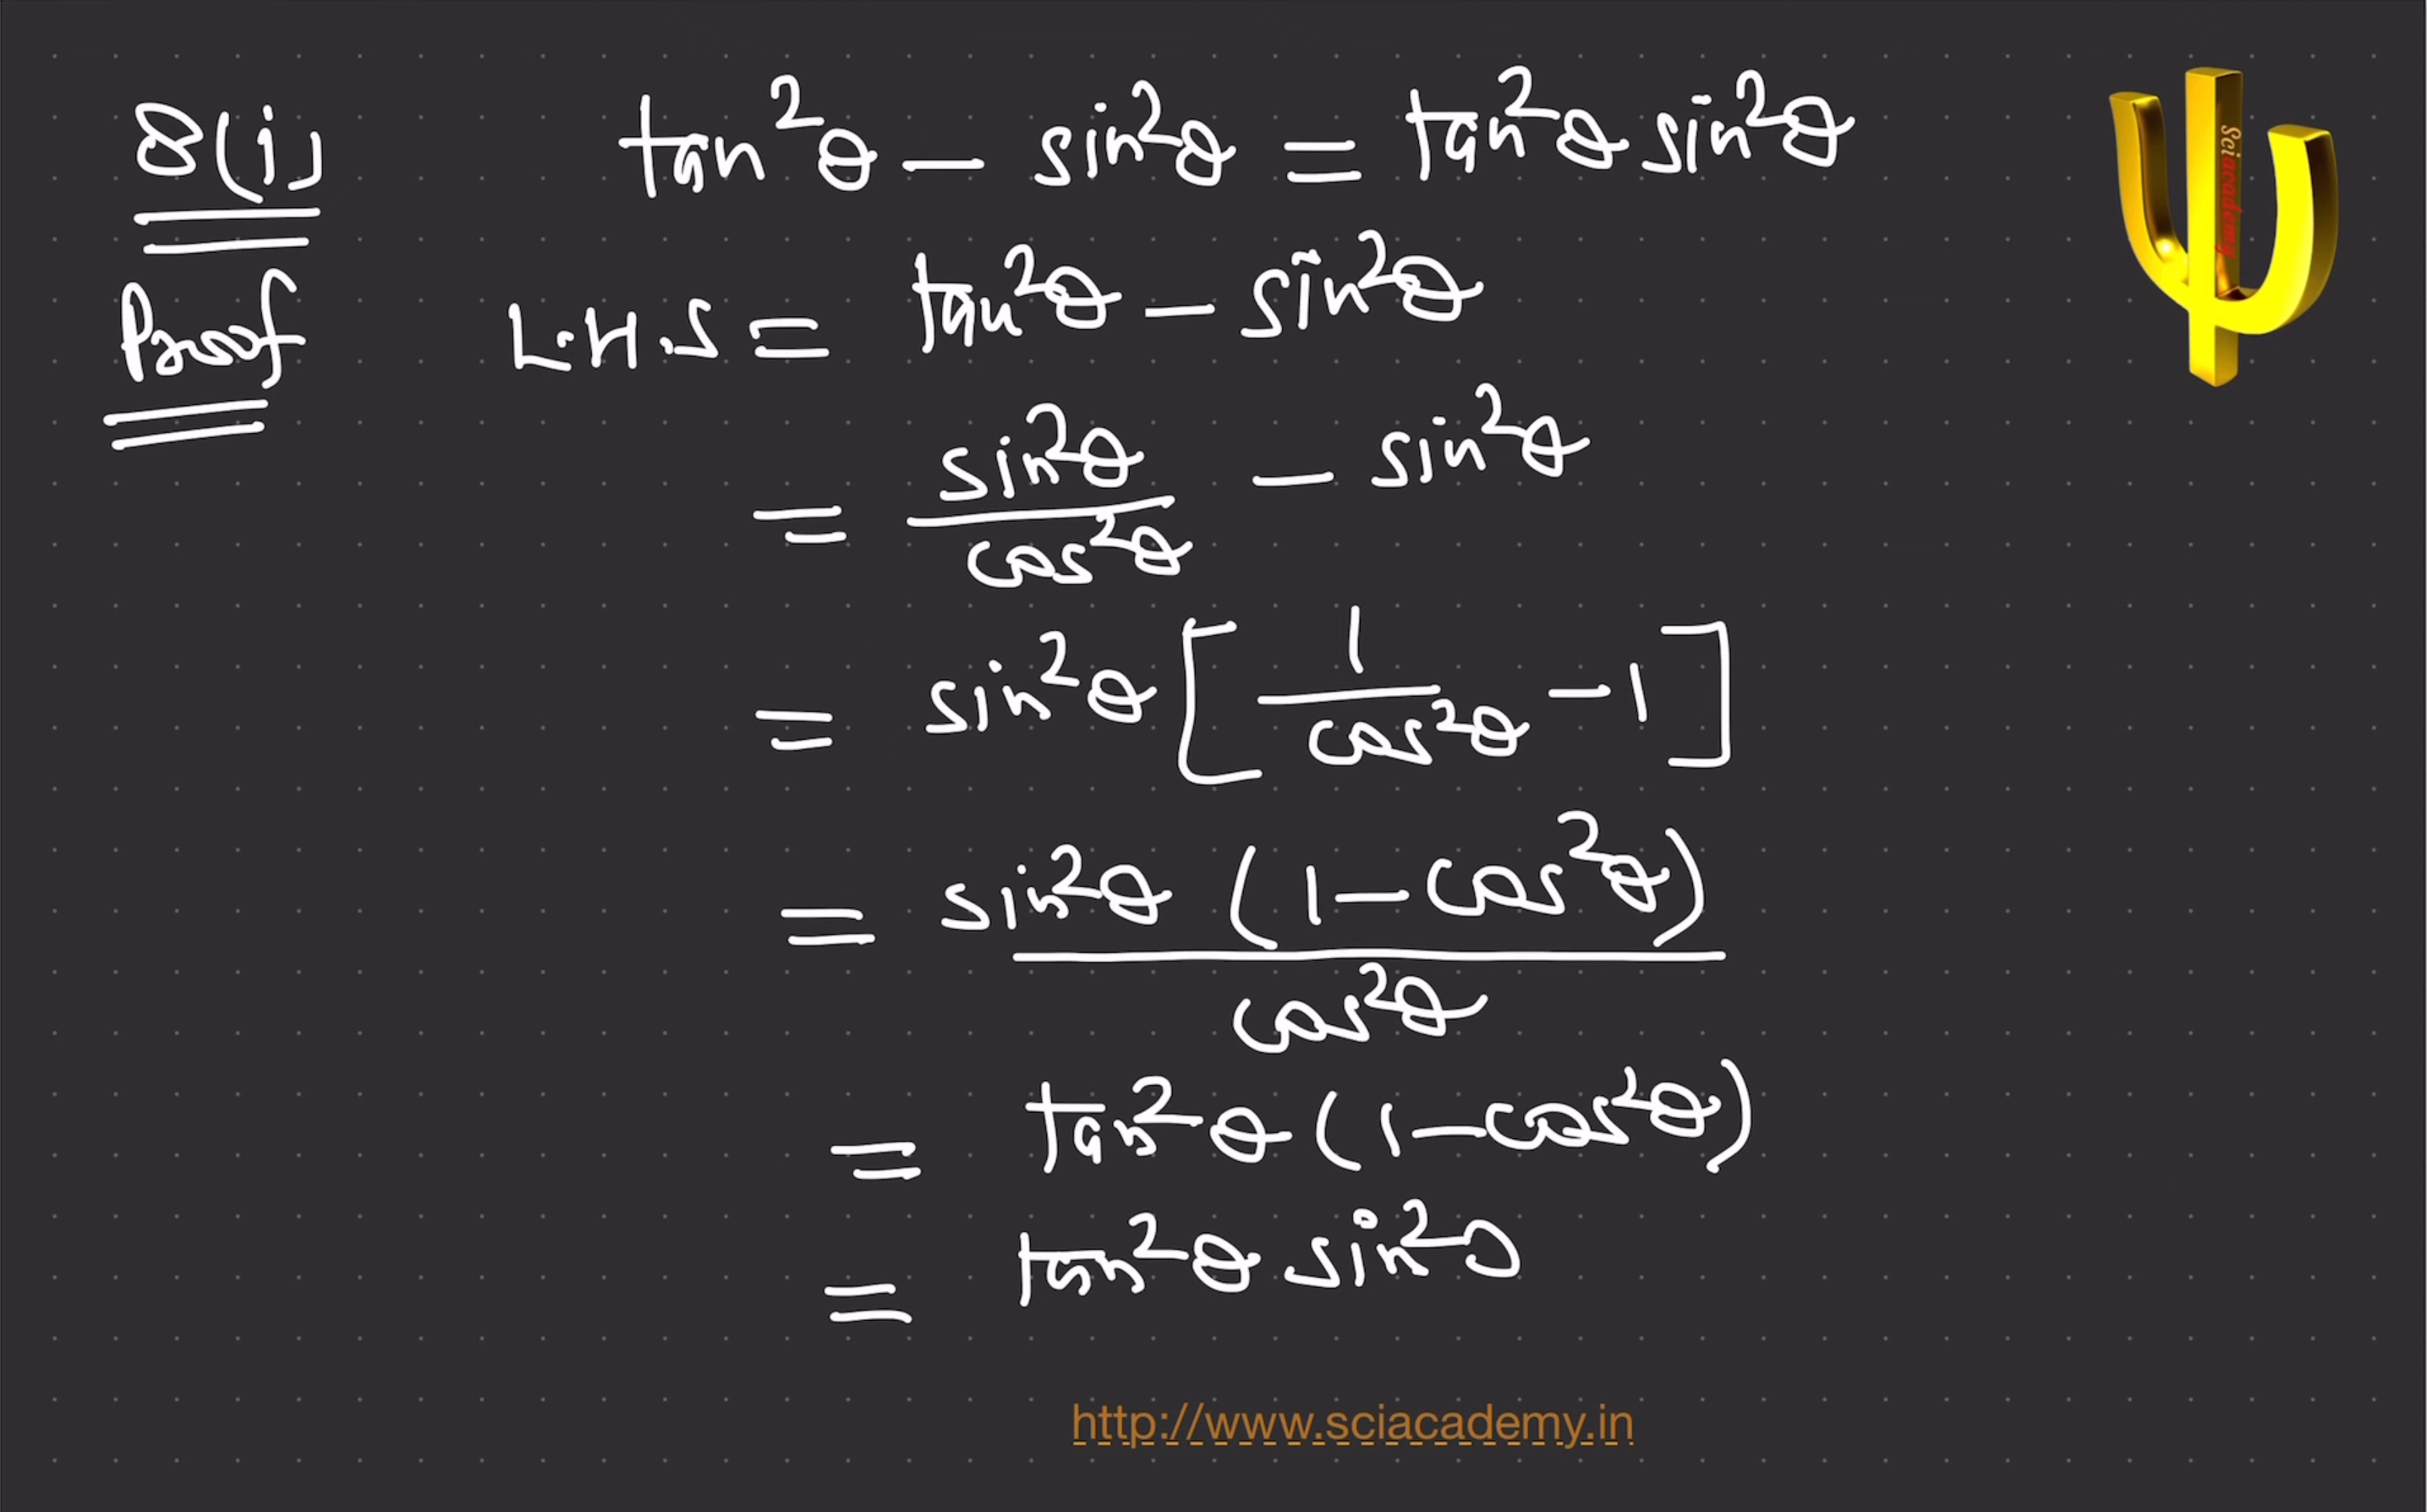 8(j) tan²θ – sin²θ = tan²θ sin²θ
Proof L.H.S = tan²θ – sin²θ
= sin²θ/cos²θ – sin²θ
= sin²θ [1/cos²θ – 1]
= sin²θ (1 – cos²θ)/cos²θ
= tan²θ (1 – cos²θ)
= tan²θ sin²θ
Sciacademy
http://www.sciacademy.in